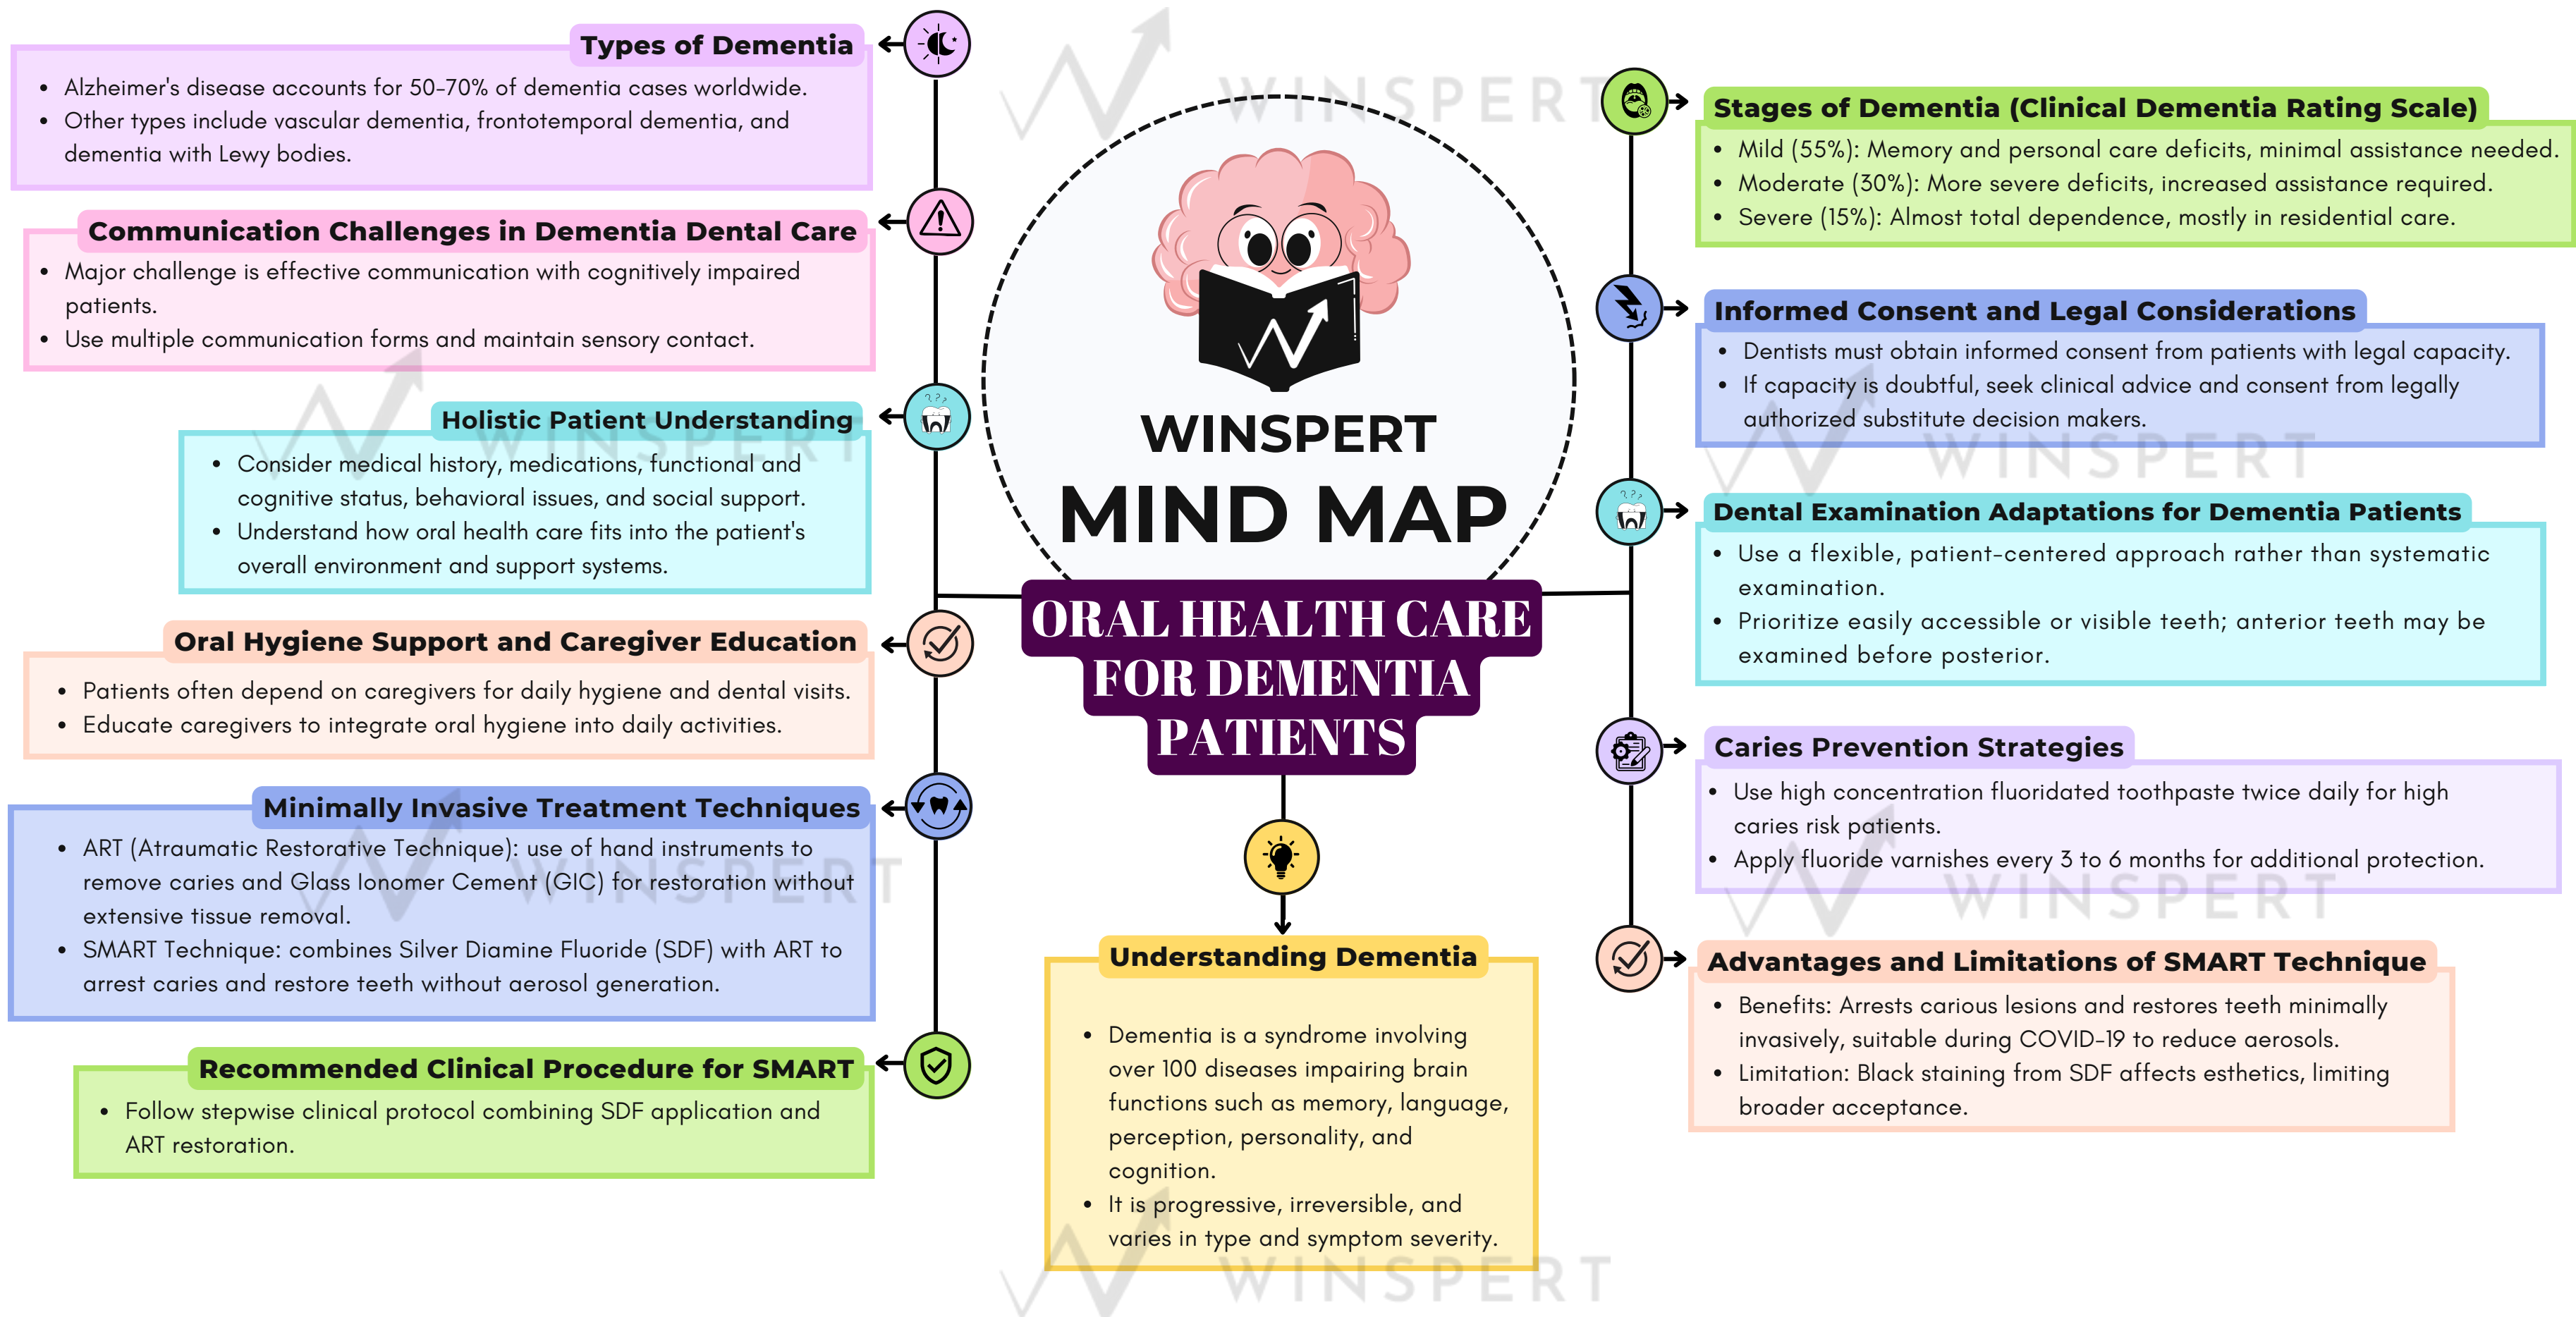 Types of Dementia
• Alzheimer's disease accounts for 50-70% of dementia cases worldwide.
• Other types include vascular dementia, frontotemporal dementia, and
dementia with Lewy bodies.
Communication Challenges in Dementia Dental Care
• Major challenge is effective communication with cognitively impaired
patients.
• Use multiple communication forms and maintain sensory contact.
Holistic Patient Understanding
• Consider medical history, medications, functional and
cognitive status, behavioral issues, and social support.
• Understand how oral health care fits into the patient's
overall environment and support systems.
Oral Hygiene Support and Caregiver Education
• Patients often depend on caregivers for daily hygiene and dental visits.
• Educate caregivers to integrate oral hygiene into daily activities.
Minimally Invasive Treatment Techniques
• ART (Atraumatic Restorative Technique): use of hand instruments to
remove caries and Glass Ionomer Cement (GIC) for restoration without
extensive tissue removal.
• SMART Technique: combines Silver Diamine Fluoride (SDF) with ART to
arrest caries and restore teeth without aerosol generation.
Recommended Clinical Procedure for SMART
• Follow stepwise clinical protocol combining SDF application and
ART restoration.
WINSPERT
WINSPERT
MIND MAP
ORAL HEALTH CARE
FOR DEMENTIA
PATIENTS
Understanding Dementia
• Dementia is a syndrome involving
over 100 diseases impairing brain
functions such as memory, language,
perception, personality, and
cognition.
• It is progressive, irreversible, and
varies in type and symptom severity.
WINSPERT
Stages of Dementia (Clinical Dementia Rating Scale)
• Mild (55%): Memory and personal care deficits, minimal assistance needed.
• Moderate (30%): More severe deficits, increased assistance required.
• Severe (15%): Almost total dependence, mostly in residential care.
Informed Consent and Legal Considerations
• Dentists must obtain informed consent from patients with legal capacity.
• If capacity is doubtful, seek clinical advice and consent from legally
authorized substitute decision makers.
WINSPERT
Dental Examination Adaptations for Dementia Patients
• Use a flexible, patient-centered approach rather than systematic
examination.
• Prioritize easily accessible or visible teeth; anterior teeth may be
examined before posterior.
Caries Prevention Strategies
• Use high concentration fluoridated toothpaste twice daily for high
caries risk patients.
• Apply fluoride varnishes every 3 to 6 months for additional protection.
WINSPERT
Advantages and Limitations of SMART Technique
• Benefits: Arrests carious lesions and restores teeth minimally
invasively, suitable during COVID-19 to reduce aerosols.
• Limitation: Black staining from SDF affects esthetics, limiting
broader acceptance.
WINSPERT
WINSPERT